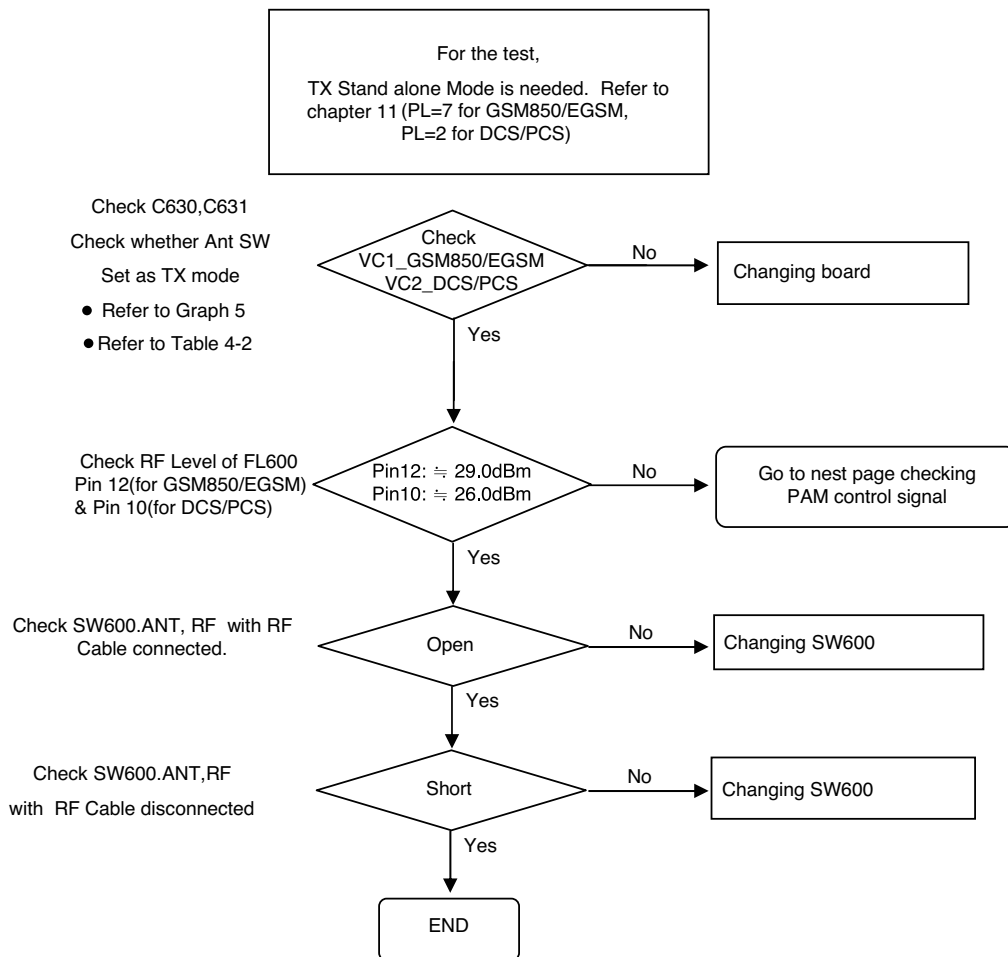 For the test,
TX Stand alone Mode is needed. Refer to
chapter 11 (PL=7 for GSM850/EGSM,
PL=2 for DCS/PCS)
Check C630,C631
Check whether Ant SW
Set as TX mode
● Refer to Graph 5
● Refer to Table 4-2
Check
VC1_GSM850/EGSM
VC2_DCS/PCS
No
Changing board
Yes
Check RF Level of FL600
Pin 12(for GSM850/EGSM)
& Pin 10(for DCS/PCS)
Pin12: ≒ 29.0dBm
Pin10: ≒ 26.0dBm
No
Go to nest page checking
PAM control signal
Yes
Check SW600.ANT, RF with RF
Cable connected.
Open
No
Changing SW600
Yes
Check SW600.ANT,RF
with RF Cable disconnected
Short
No
Changing SW600
Yes
END